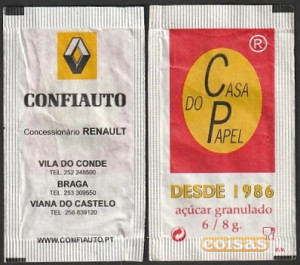 CONFIAUTO
Concessionário RENAULT
VILA DO CONDE
TEL. 252 248500
BRAGA
TEL. 253 309550
VIANA DO CASTELO
TEL. 258 839120
WWW.CONFIAUTO.PT
®
CASA
DO
PAPEL
DESDE 1986
açúcar granulado
6 / 8 g.
coisas